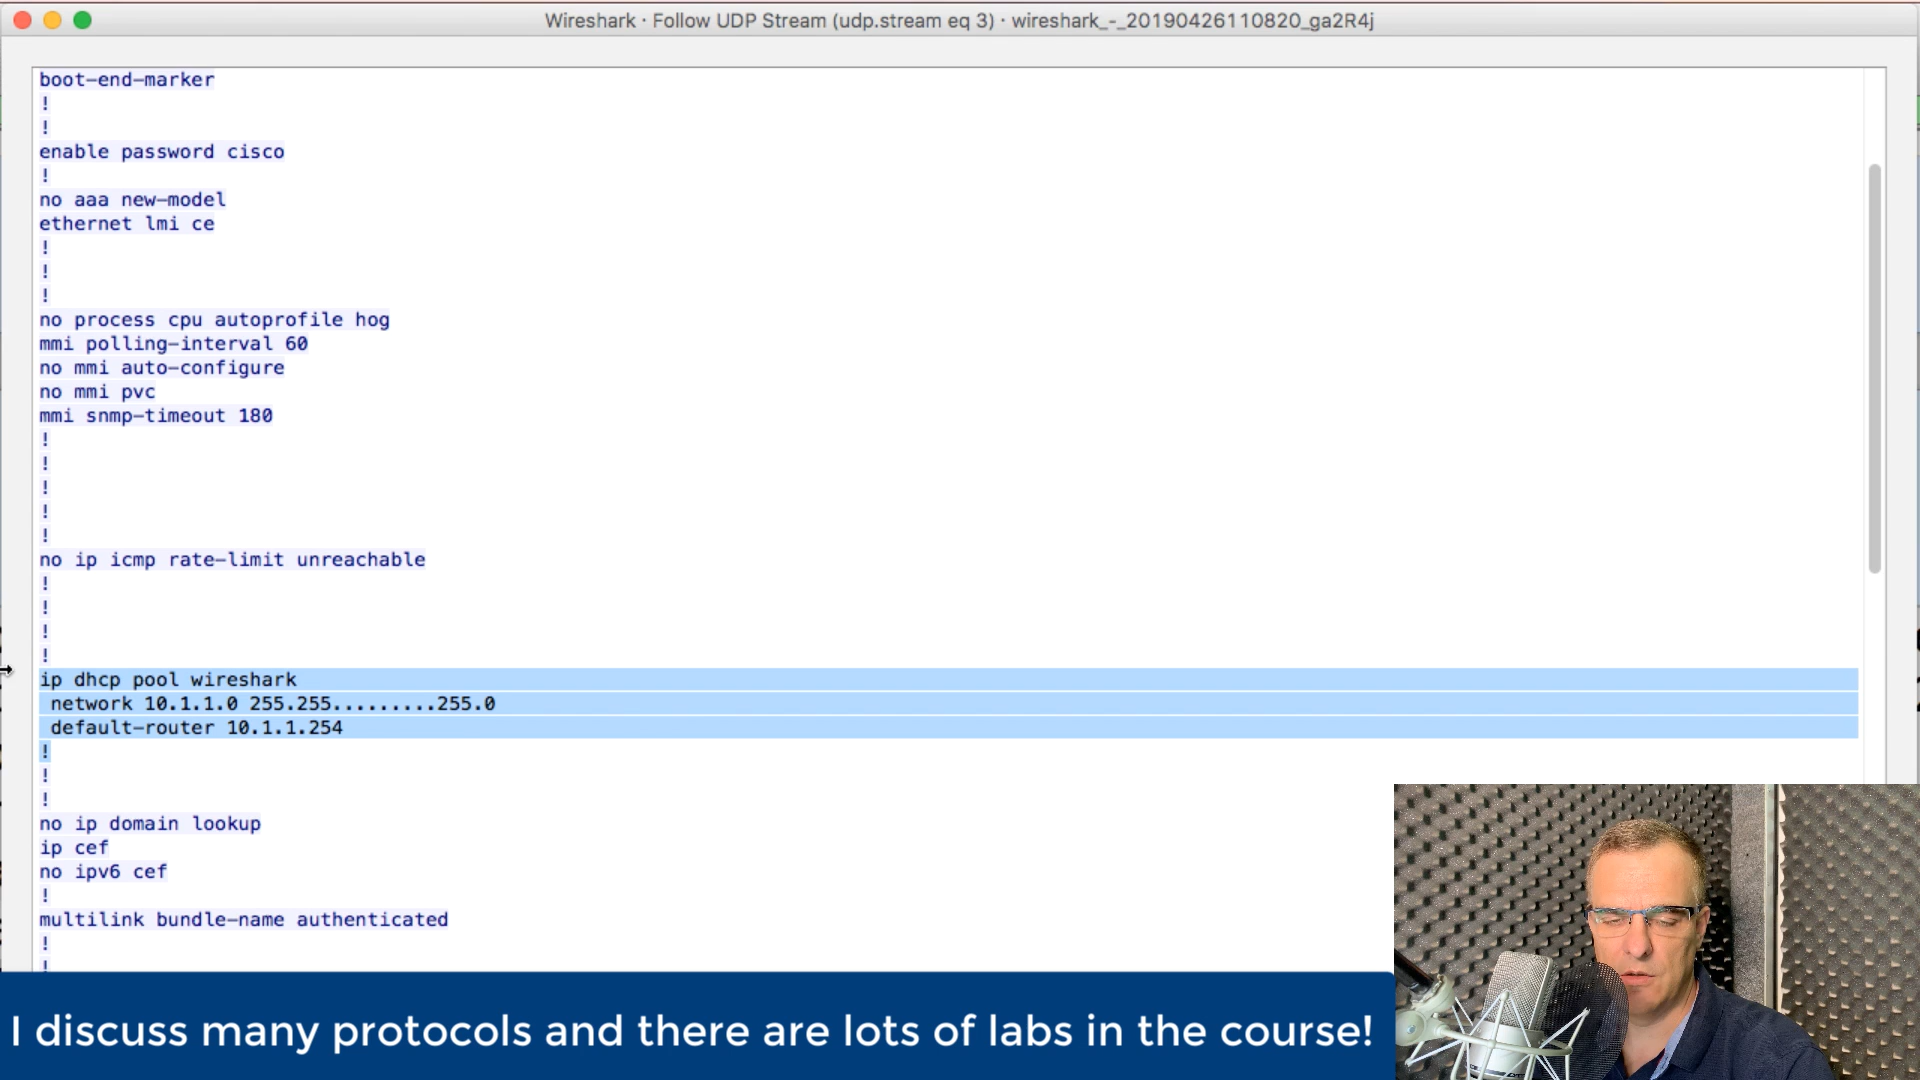 Wireshark · Follow UDP Stream (udp.stream eq 3) · wireshark_-_20190426110820_ga2R4j
boot-end-marker
!
!
enable password cisco
!
no aaa new-model
ethernet lmi ce
!
!
!
no process cpu autoprofile hog
mmi polling-interval 60
no mmi auto-configure
no mmi pvc
mmi snmp-timeout 180
!
!
!
!
!
no ip icmp rate-limit unreachable
!
!
!
!
ip dhcp pool wireshark
network 10.1.1.0 255.255.........255.0
default-router 10.1.1.254
!
!
!
no ip domain lookup
ip cef
no ipv6 cef
!
multilink bundle-name authenticated
!
!
I discuss many protocols and there are lots of labs in the course!